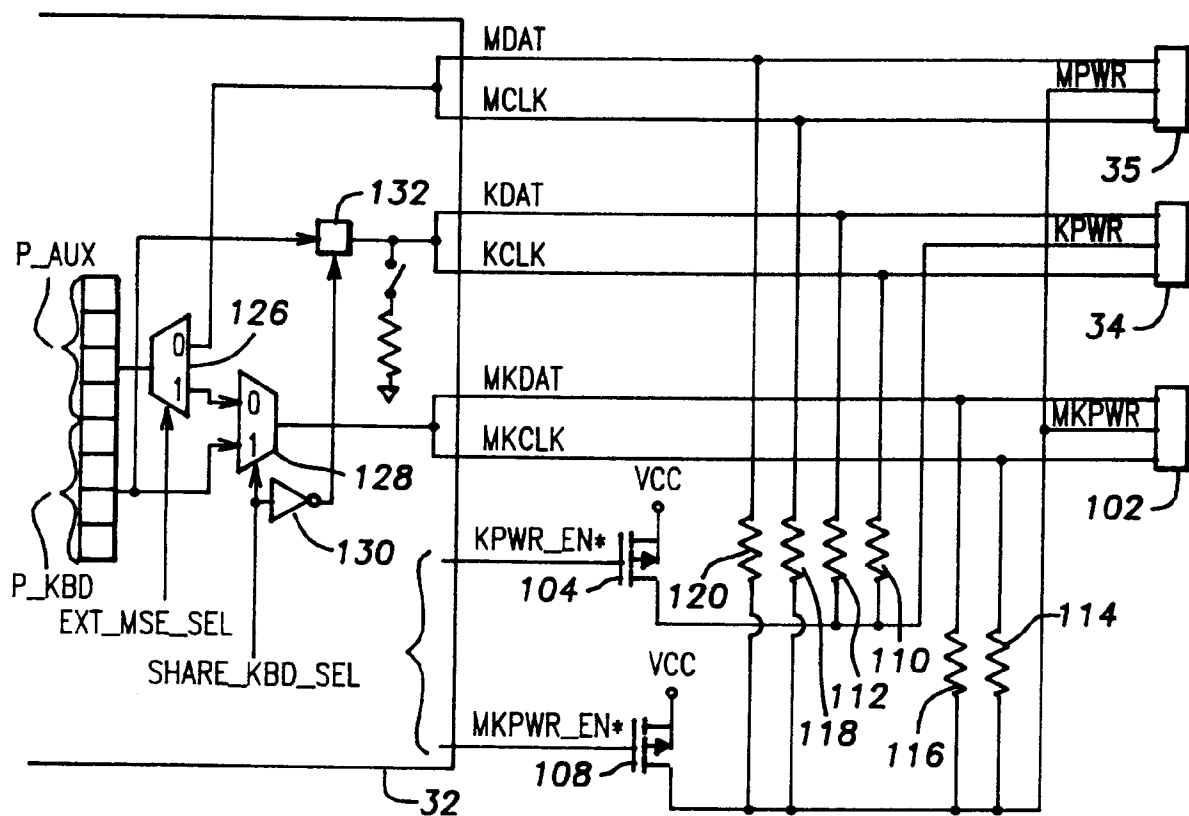 MDAT
MPWR
MCLK
35
132
KDAT
KPWR
P_AUX
KCLK
126
34
0
1
MKDAT
0
MKPWR
1
MKCLK
128
VCC
102
130
KPWR_EN*
P_KBD
104
120
EXT_MSE_SEL
114
SHARE_KBD_SEL
VCC
110
112
118
MKPWR_EN*
116
108
32